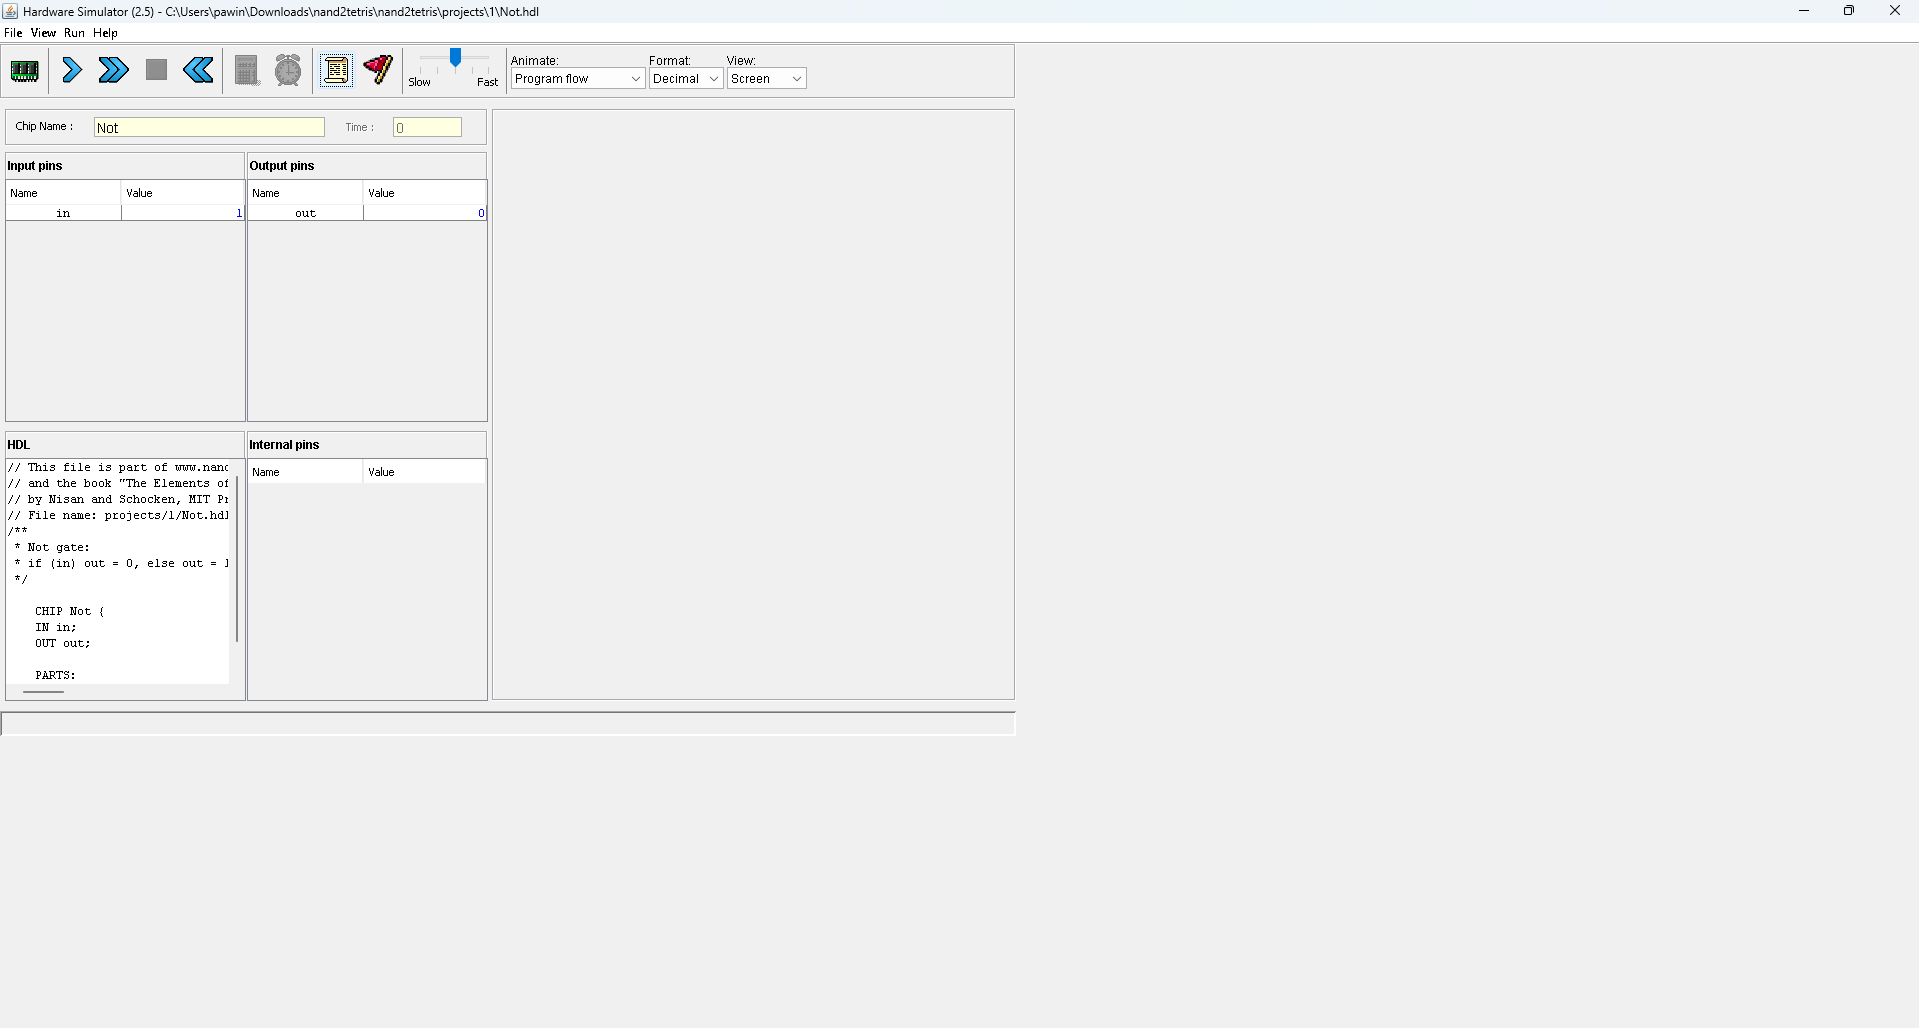 Hardware Simulator (2.5) - C:\Users\pawin\Downloads\nand2tetris\nand2tetris\projects\1\Not.hdl
File View Run Help
Slow Fast
Animate: Format: View:
Program flow Decimal Screen
Chip Name : Not Time : 0
Input pins Output pins
Name Value Name Value
in 1 out 0
HDL Internal pins
Name Value
// This file is part of www.nand
// and the book "The Elements of
// by Nisan and Schocken, MIT Pr
// File name: projects/1/Not.hdl
/**
* Not gate:
* if (in) out = 0, else out = 1
*/
CHIP Not {
IN in;
OUT out;
PARTS: